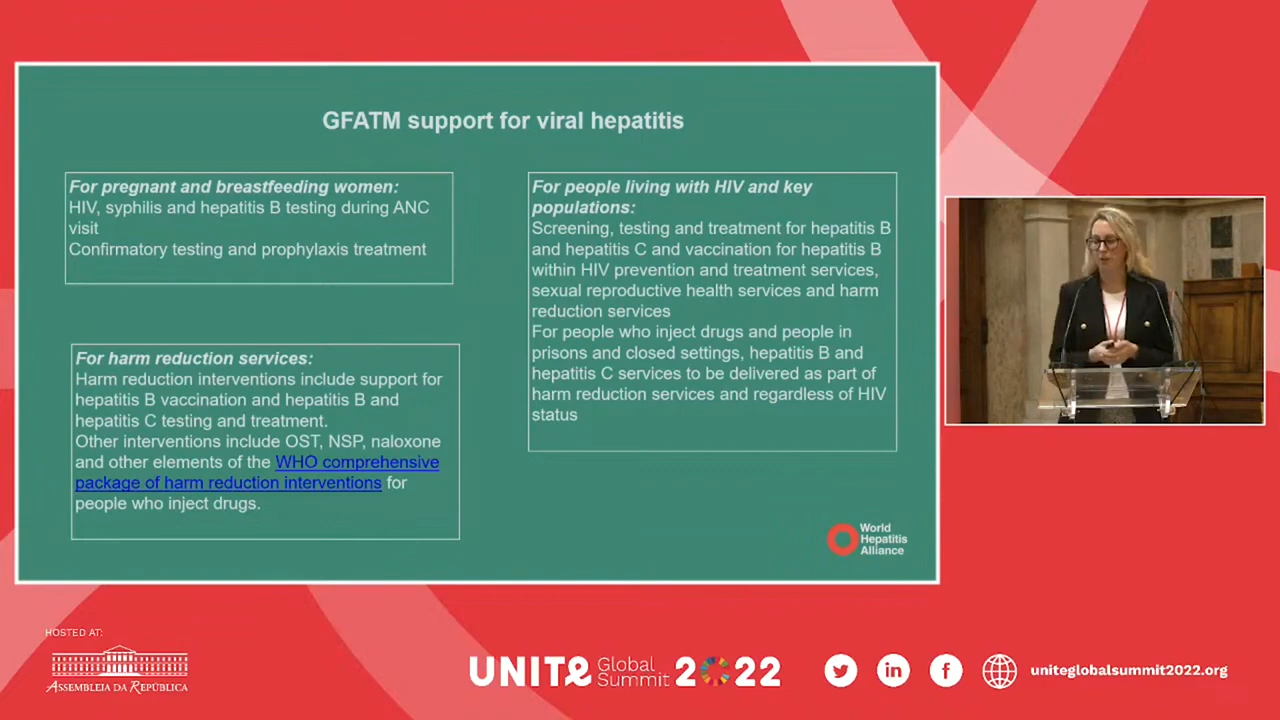 GFATM support for viral hepatitis
For pregnant and breastfeeding women:
HIV, syphilis and hepatitis B testing during ANC
visit
Confirmatory testing and prophylaxis treatment
For harm reduction services:
Harm reduction interventions include support for
hepatitis B vaccination and hepatitis B and
hepatitis C testing and treatment.
Other interventions include OST, NSP, naloxone
and other elements of the WHO comprehensive
package of harm reduction interventions for
people who inject drugs.
For people living with HIV and key
populations:
Screening, testing and treatment for hepatitis B
and hepatitis C and vaccination for hepatitis B
within HIV prevention and treatment services,
sexual reproductive health services and harm
reduction services
For people who inject drugs and people in
prisons and closed settings, hepatitis B and
hepatitis C services to be delivered as part of
harm reduction services and regardless of HIV
status
World
Hepatitis
Alliance
HOSTED AT:
ASSEMBLEIA DA REPÚBLICA
UNITE Global
Summit 2022
uniteglobalsummit2022.org